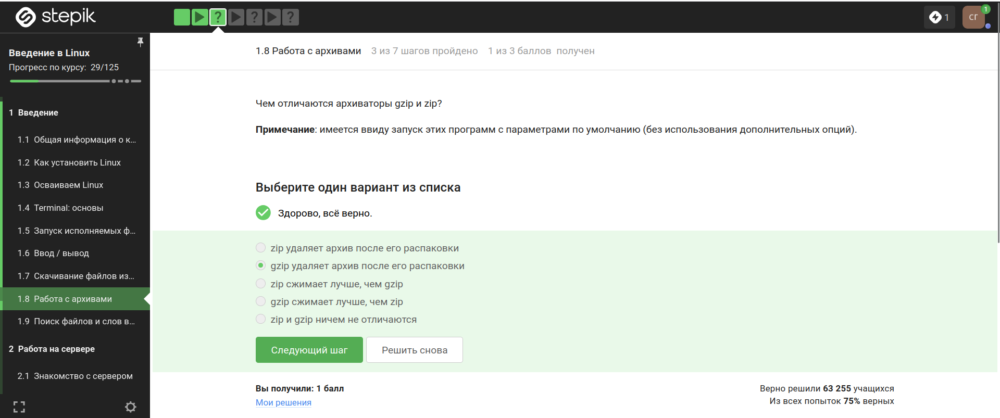 stepik
?
?
?
1
СГ
1
Введение в Linux
Прогресс по курсу: 29/125
1 Введение
1.1 Общая информация о к...
1.2 Как установить Linux
1.3 Осваиваем Linux
1.4 Terminal: основы
1.5 Запуск исполняемых ф...
1.6 Ввод / вывод
1.7 Скачивание файлов из...
1.8 Работа с архивами
1.9 Поиск файлов и слов в...
2 Работа на сервере
2.1 Знакомство с сервером
1.8 Работа с архивами 3 из 7 шагов пройдено 1 из 3 баллов получен
Чем отличаются архиваторы gzip и zip?
Примечание: имеется ввиду запуск этих программ с параметрами по умолчанию (без использования дополнительных опций).
Выберите один вариант из списка
Здорово, всё верно.
zip удаляет архив после его распаковки
gzip удаляет архив после его распаковки
zip сжимает лучше, чем gzip
gzip сжимает лучше, чем zip
zip и gzip ничем не отличаются
Следующий шаг
Решить снова
Вы получили: 1 балл
Мои решения
Верно решили 63 255 учащихся
Из всех попыток 75% верных